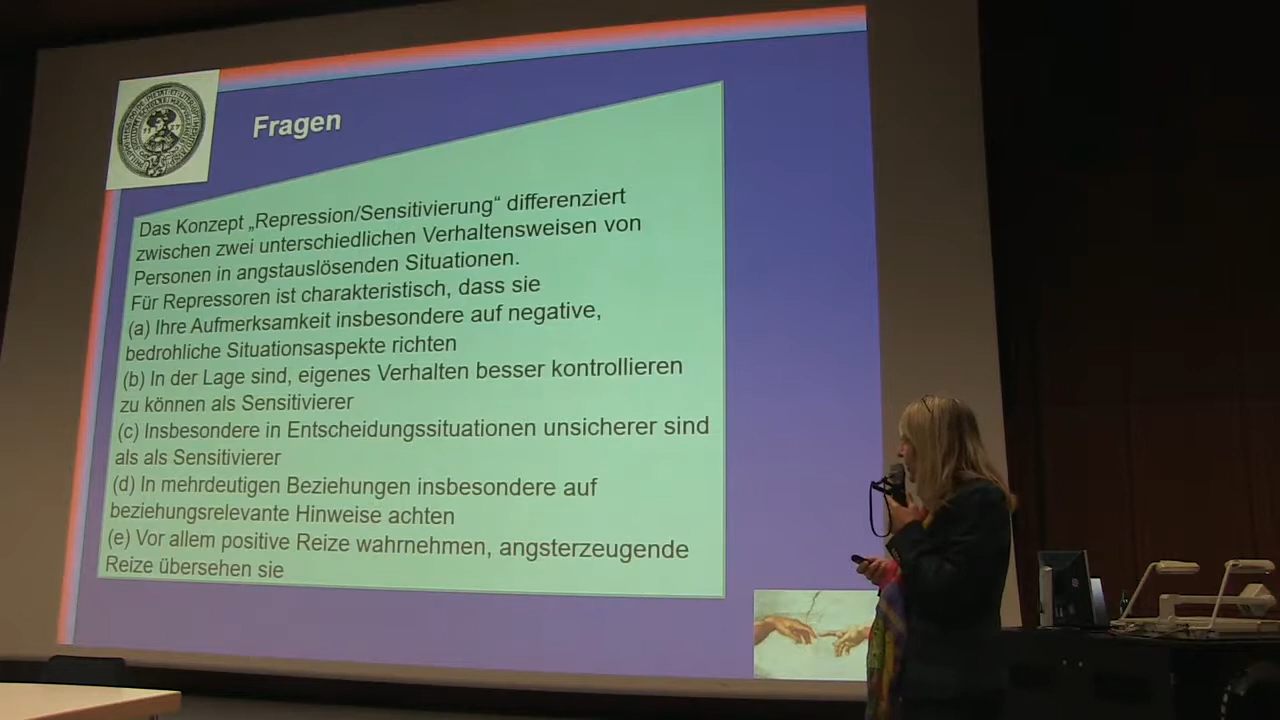 Fragen
Das Konzept „Repression/Sensitivierung“ differenziert
zwischen zwei unterschiedlichen Verhaltensweisen von
Personen in angstauslösenden Situationen.
Für Repressoren ist charakteristisch, dass sie
(a) Ihre Aufmerksamkeit insbesondere auf negative,
bedrohliche Situationsaspekte richten
(b) In der Lage sind, eigenes Verhalten besser kontrollieren
zu können als Sensitivierer
(c) Insbesondere in Entscheidungssituationen unsicherer sind
als als Sensitivierer
(d) In mehrdeutigen Beziehungen insbesondere auf
beziehungsrelevante Hinweise achten
(e) Vor allem positive Reize wahrnehmen, angsterzeugende
Reize übersehen sie